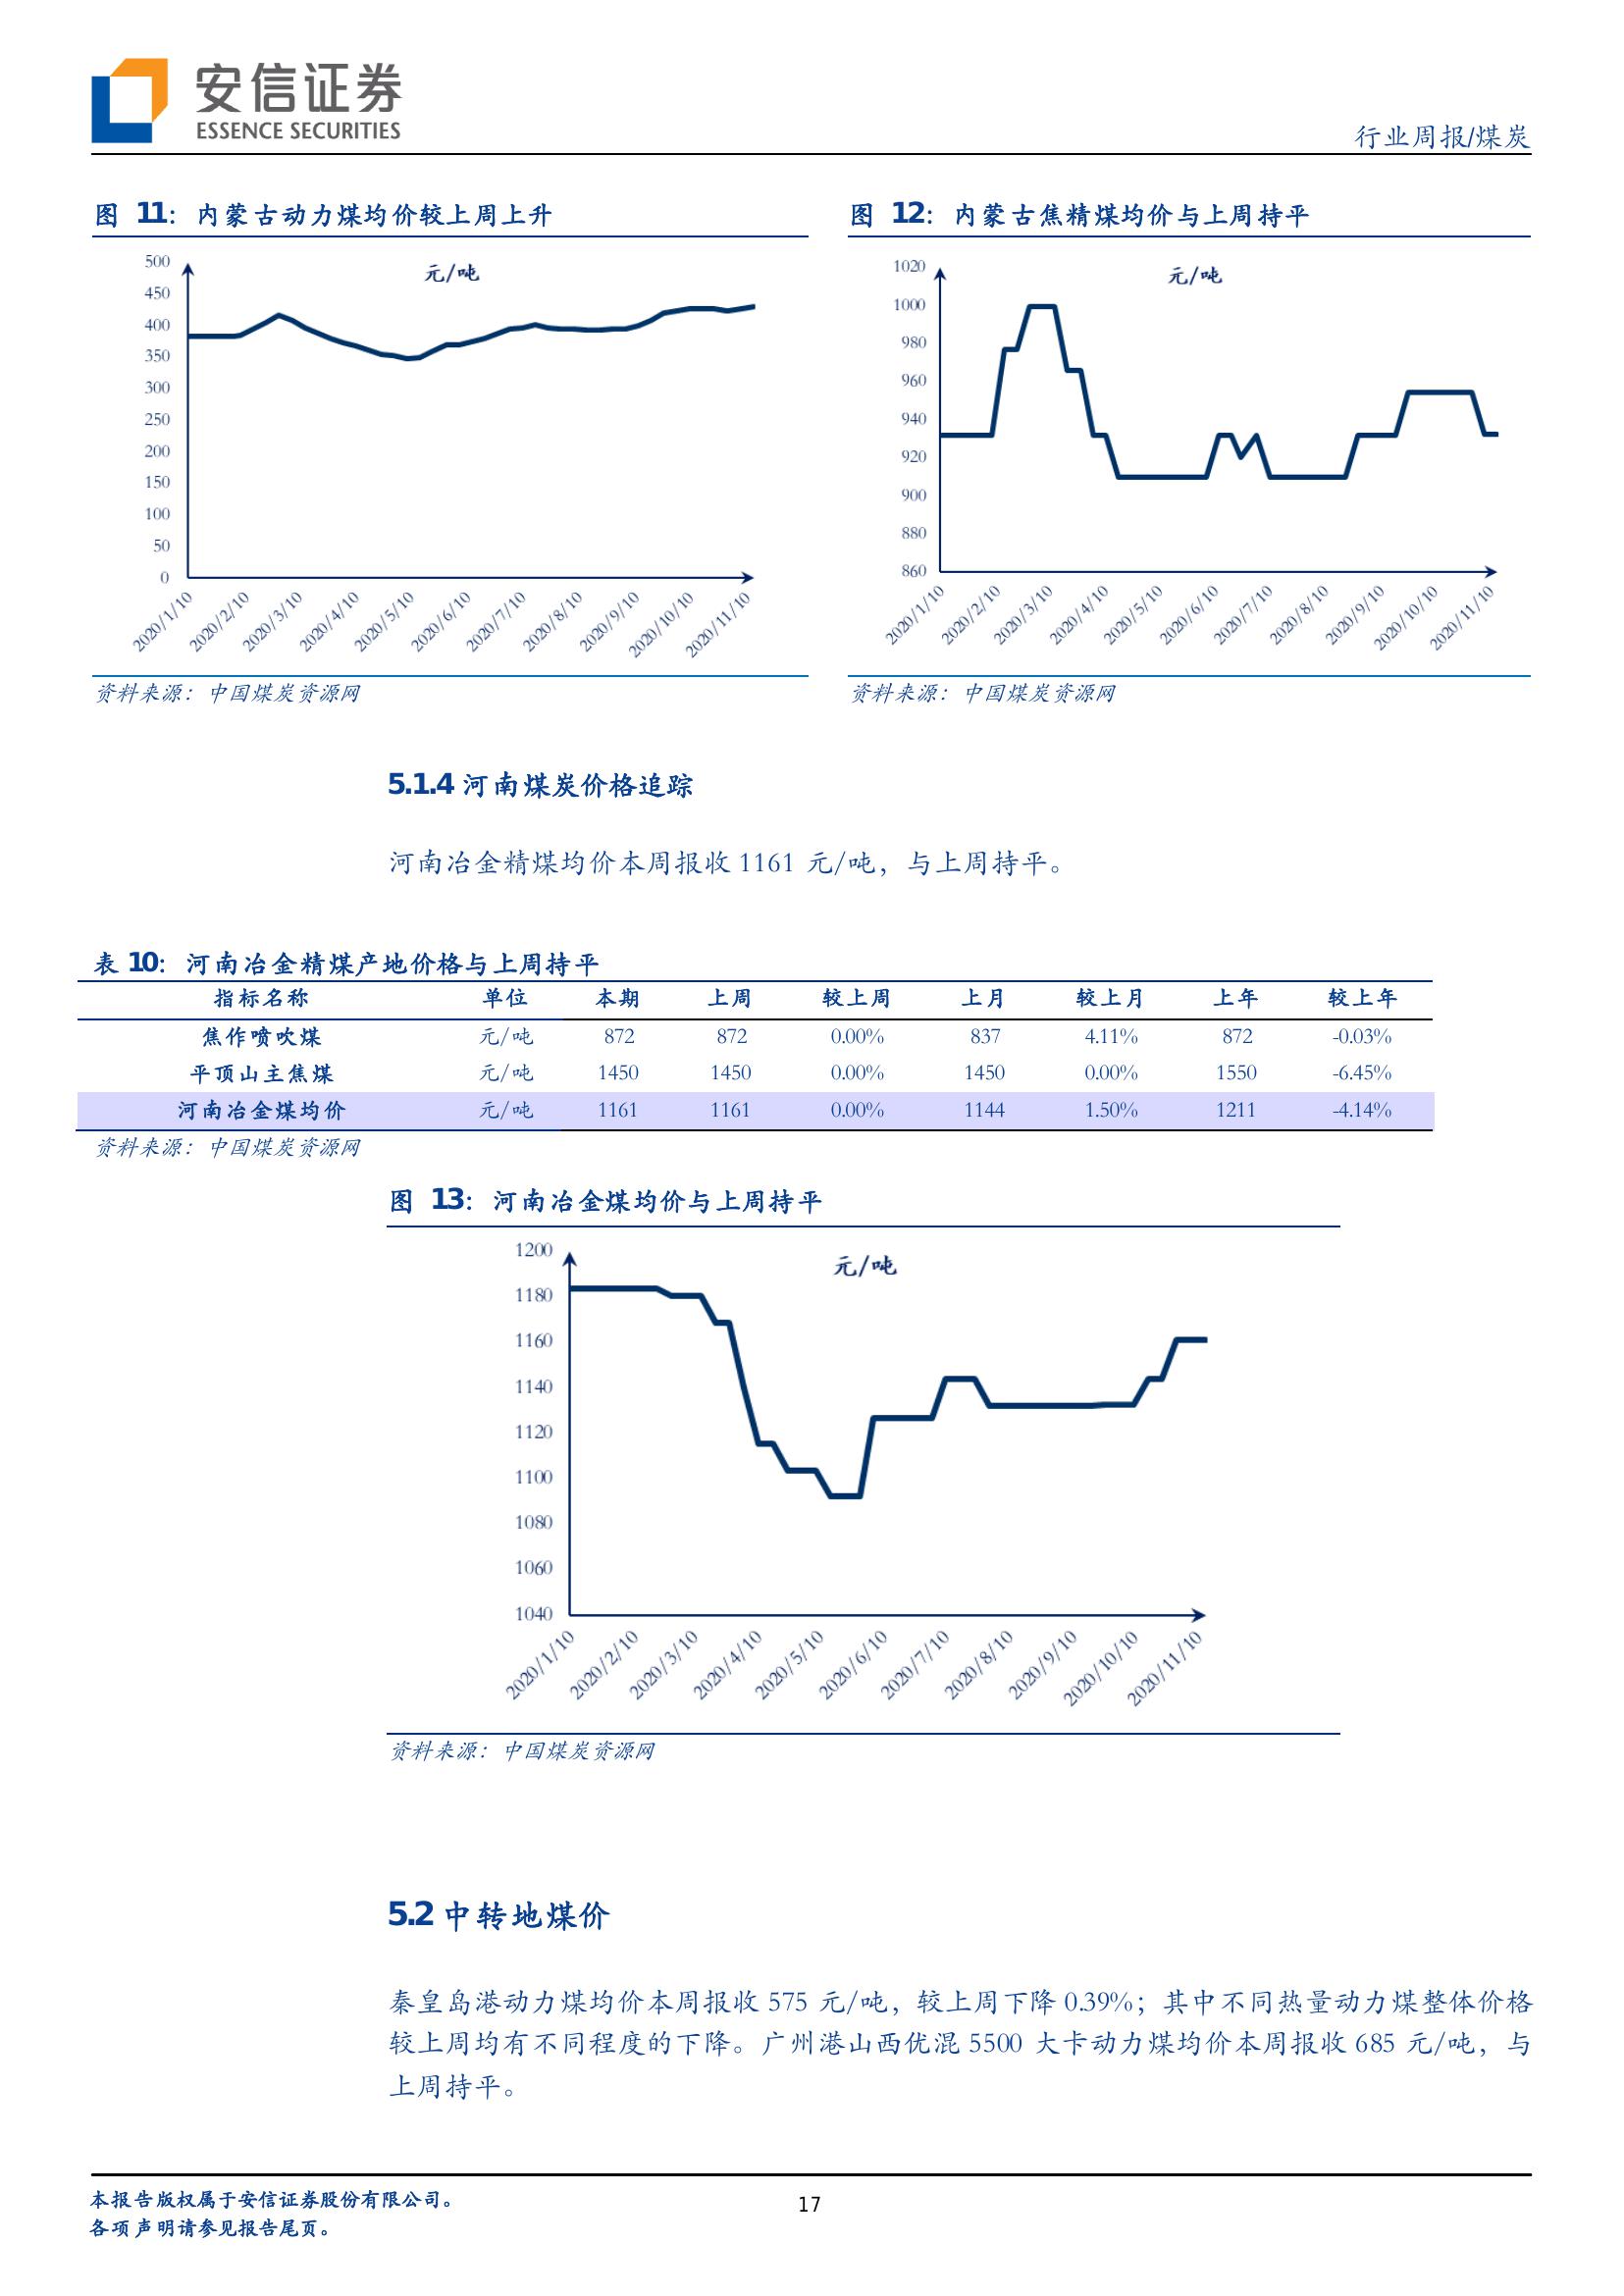 安信证券
ESSENCE SECURITIES
行业周报/煤炭
图 11：内蒙古动力煤均价较上周上升
元/吨
500
450
400
350
300
250
200
150
100
50
0
2020/1/10
2020/2/10
2020/3/10
2020/4/10
2020/5/10
2020/6/10
2020/7/10
2020/8/10
2020/9/10
2020/10/10
2020/11/10
资料来源：中国煤炭资源网
图 12：内蒙古焦精煤均价与上周持平
元/吨
1020
1000
980
960
940
920
900
880
860
2020/1/10
2020/2/10
2020/3/10
2020/4/10
2020/5/10
2020/6/10
2020/7/10
2020/8/10
2020/9/10
2020/10/10
2020/11/10
资料来源：中国煤炭资源网
5.1.4 河南煤炭价格追踪
河南冶金精煤均价本周报收 1161 元/吨，与上周持平。
表 10：河南冶金精煤产地价格与上周持平
指标名称 单位 本期 上周 较上周 上月 较上月 上年 较上年
焦作喷吹煤 元/吨 872 872 0.00% 837 4.11% 872 -0.03%
平顶山主焦煤 元/吨 1450 1450 0.00% 1450 0.00% 1550 -6.45%
河南冶金煤均价 元/吨 1161 1161 0.00% 1144 1.50% 1211 -4.14%
资料来源：中国煤炭资源网
图 13：河南冶金煤均价与上周持平
元/吨
1200
1180
1160
1140
1120
1100
1080
1060
1040
2020/1/10
2020/2/10
2020/3/10
2020/4/10
2020/5/10
2020/6/10
2020/7/10
2020/8/10
2020/9/10
2020/10/10
2020/11/10
资料来源：中国煤炭资源网
5.2 中转地煤价
秦皇岛港动力煤均价本周报收 575 元/吨，较上周下降 0.39%；其中不同热量动力煤整体价格
较上周均有不同程度的下降。广州港山西优混 5500 大卡动力煤均价本周报收 685 元/吨，与
上周持平。
本报告版权属于安信证券股份有限公司。
各项声明请参见报告尾页。
17